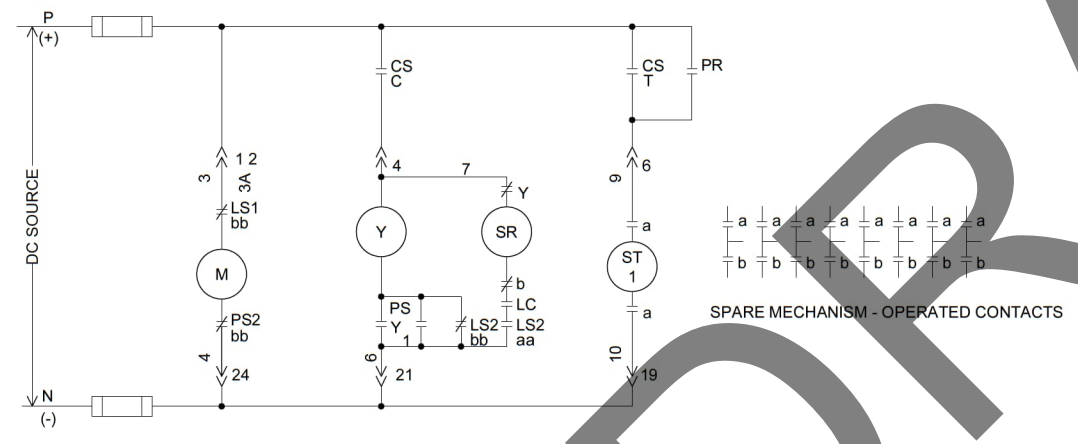 P
(+)
CS
C
CS
T
PR
1 2
3
3A
4
7
9
6
DC SOURCE
LS1
bb
Y
a
Y
SR
a a a a a a a a
M
ST
1
b b b b b b b b
b
PS
LC
Y
1
LS2
bb
LS2
aa
a
SPARE MECHANISM - OPERATED CONTACTS
PS2
bb
4
24
6
21
10
19
N
(-)